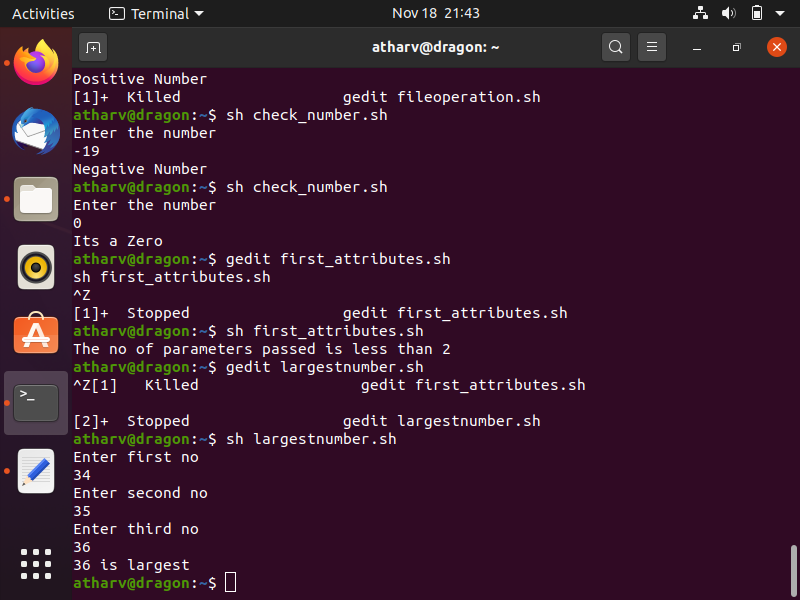 Activities Terminal Nov 18 21:43
atharv@dragon: ~
Positive Number
[1]+  Killed                  gedit fileoperation.sh
atharv@dragon:~$ sh check_number.sh
Enter the number
-19
Negative Number
atharv@dragon:~$ sh check_number.sh
Enter the number
0
Its a Zero
atharv@dragon:~$ gedit first_attributes.sh
sh first_attributes.sh
^Z
[1]+  Stopped                 gedit first_attributes.sh
atharv@dragon:~$ sh first_attributes.sh
The no of parameters passed is less than 2
atharv@dragon:~$ gedit largestnumber.sh
^Z[1]   Killed                  gedit first_attributes.sh
[2]+  Stopped                 gedit largestnumber.sh
atharv@dragon:~$ sh largestnumber.sh
Enter first no
34
Enter second no
35
Enter third no
36
36 is largest
atharv@dragon:~$